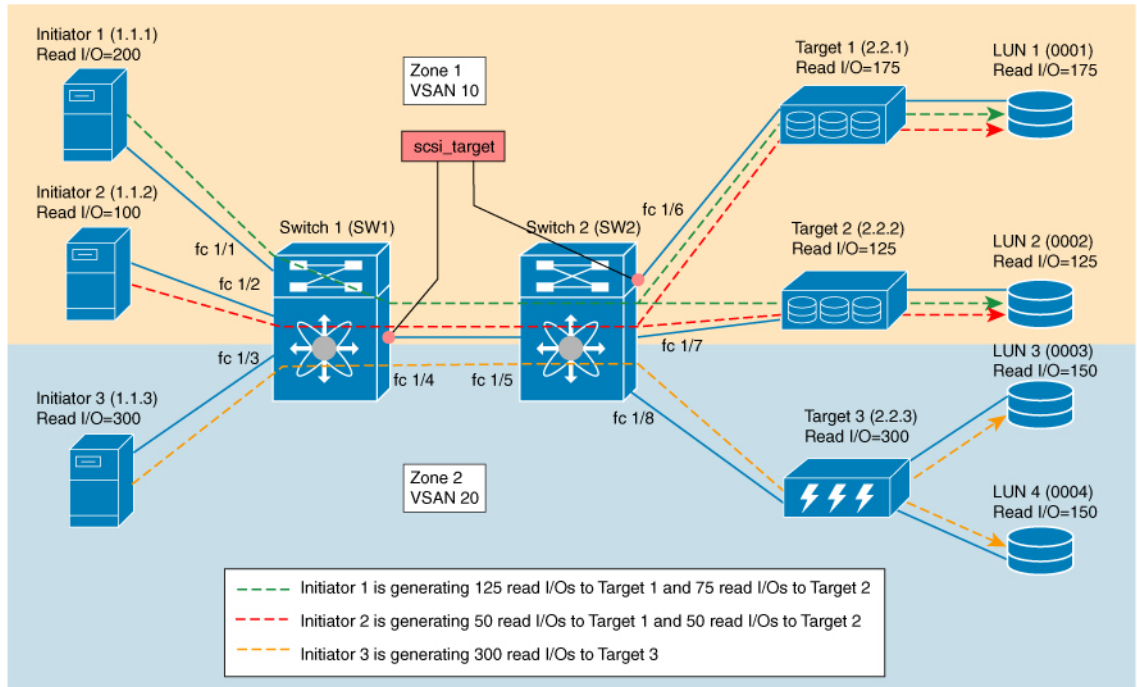 Initiator 1 (1.1.1)
Read I/O=200
Zone 1
VSAN 10
Target 1 (2.2.1)
Read I/O=175
LUN 1 (0001)
Read I/O=175
scsi_target
Initiator 2 (1.1.2)
Read I/O=100
fc 1/1
fc 1/2
Switch 1 (SW1)
Switch 2 (SW2)
fc 1/6
Target 2 (2.2.2)
Read I/O=125
LUN 2 (0002)
Read I/O=125
fc 1/3
fc 1/4
fc 1/5
fc 1/7
fc 1/8
LUN 3 (0003)
Read I/O=150
Initiator 3 (1.1.3)
Read I/O=300
Target 3 (2.2.3)
Read I/O=300
Zone 2
VSAN 20
LUN 4 (0004)
Read I/O=150
Initiator 1 is generating 125 read I/Os to Target 1 and 75 read I/Os to Target 2
Initiator 2 is generating 50 read I/Os to Target 1 and 50 read I/Os to Target 2
Initiator 3 is generating 300 read I/Os to Target 3